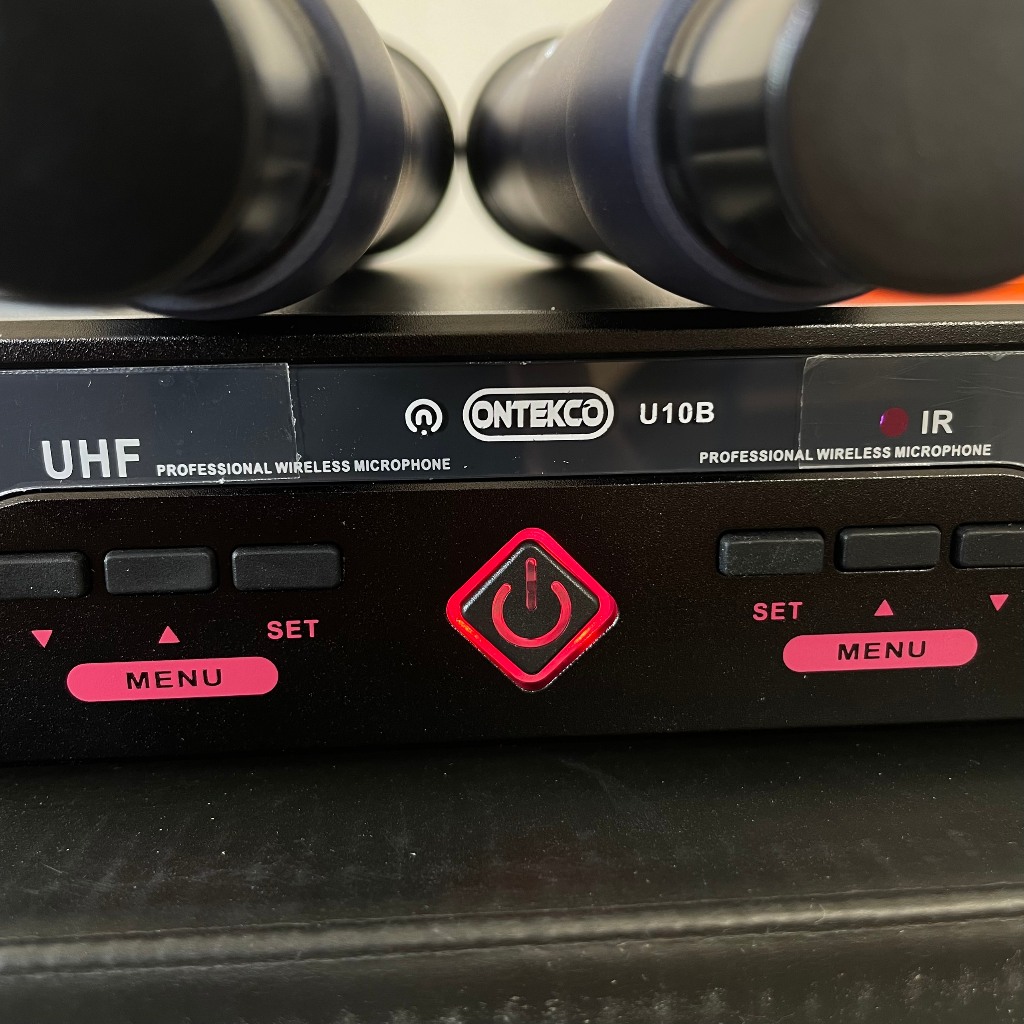 ONTEKCO U10B
UHF PROFESSIONAL WIRELESS MICROPHONE
IR
PROFESSIONAL WIRELESS MICROPHONE
▼ ▲ SET
MENU
SET ▲ ▼
MENU